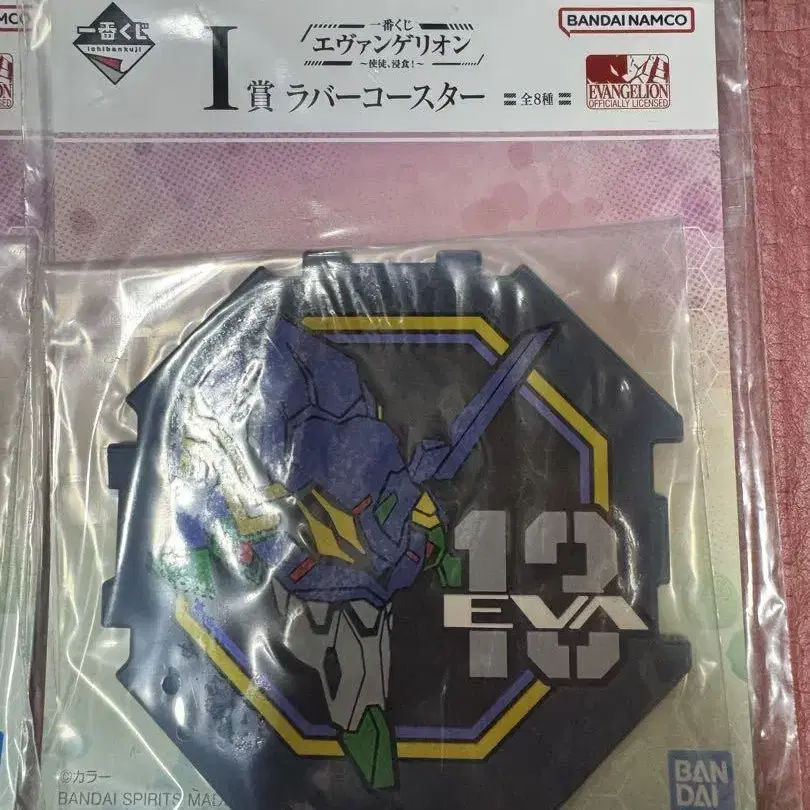 一番くじ
ichibankuji
I賞 ラバーコースター
一番くじ
エヴァンゲリオン
～使徒、浸食！～
全8種
BANDAI NAMCO
EVANGELION
OFFICIALLY LICENSED
13
EVA
©カラー
BANDAI SPIRITS MAD
BAN
DAI